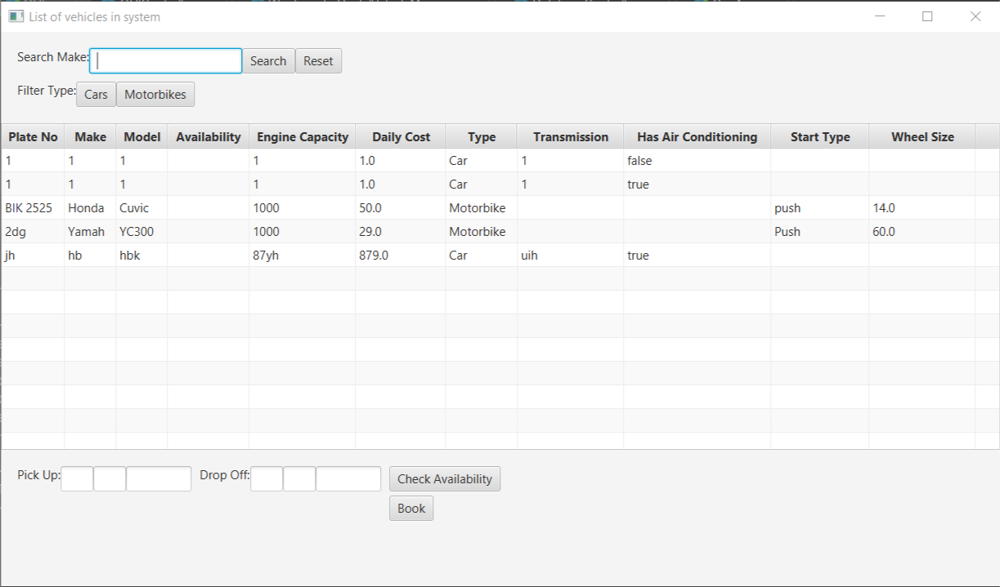 List of vehicles in system
Search Make: Search Reset
Filter Type: Cars Motorbikes
Plate No Make Model Availability Engine Capacity Daily Cost Type Transmission Has Air Conditioning Start Type Wheel Size
1 1 1 1 1.0 Car 1 false
1 1 1 1 1.0 Car 1 true
BIK 2525 Honda Cuvic 1000 50.0 Motorbike push 14.0
2dg Yamah YC300 1000 29.0 Motorbike Push 60.0
jh hb hbk 87yh 879.0 Car uih true
Pick Up: Drop Off: Check Availability
Book